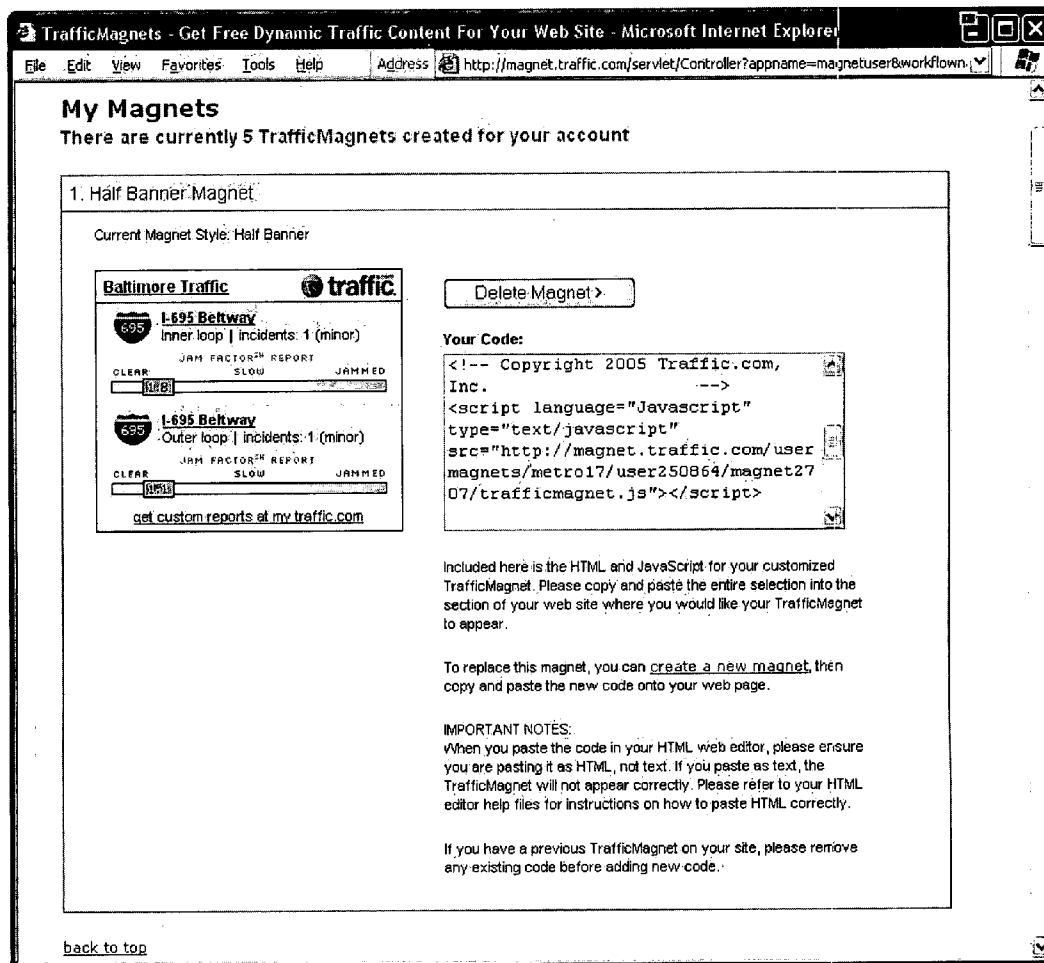 TrafficMagnets - Get Free Dynamic Traffic Content For Your Web Site - Microsoft Internet Explorer
File Edit View Favorites Tools Help Address http://magnet.traffic.com/servlet/Controller?appname=magnetuser&workflown
My Magnets
There are currently 5 TrafficMagnets created for your account
1. Half Banner Magnet
Current Magnet Style: Half Banner
Baltimore Traffic traffic
695 I-695 Beltway
Inner loop | incidents: 1 (minor)
JAM FACTOR℠ REPORT
CLEAR SLOW JAMMED
695 I-695 Beltway
Outer loop | incidents: 1 (minor)
JAM FACTOR℠ REPORT
CLEAR SLOW JAMMED
get custom reports at my traffic.com
Delete Magnet >
Your Code:
<!-- Copyright 2005 Traffic.com,
Inc. -->
<script language="Javascript"
type="text/javascript"
src="http://magnet.traffic.com/user
magnets/metro17/user250864/magnet27
07/trafficmagnet.js"></script>
Included here is the HTML and JavaScript for your customized
TrafficMagnet. Please copy and paste the entire selection into the
section of your web site where you would like your TrafficMagnet
to appear.
To replace this magnet, you can create a new magnet, then
copy and paste the new code onto your web page.
IMPORTANT NOTES:
When you paste the code in your HTML web editor, please ensure
you are pasting it as HTML, not text. If you paste as text, the
TrafficMagnet will not appear correctly. Please refer to your HTML
editor help files for instructions on how to paste HTML correctly.
If you have a previous TrafficMagnet on your site, please remove
any existing code before adding new code.
back to top